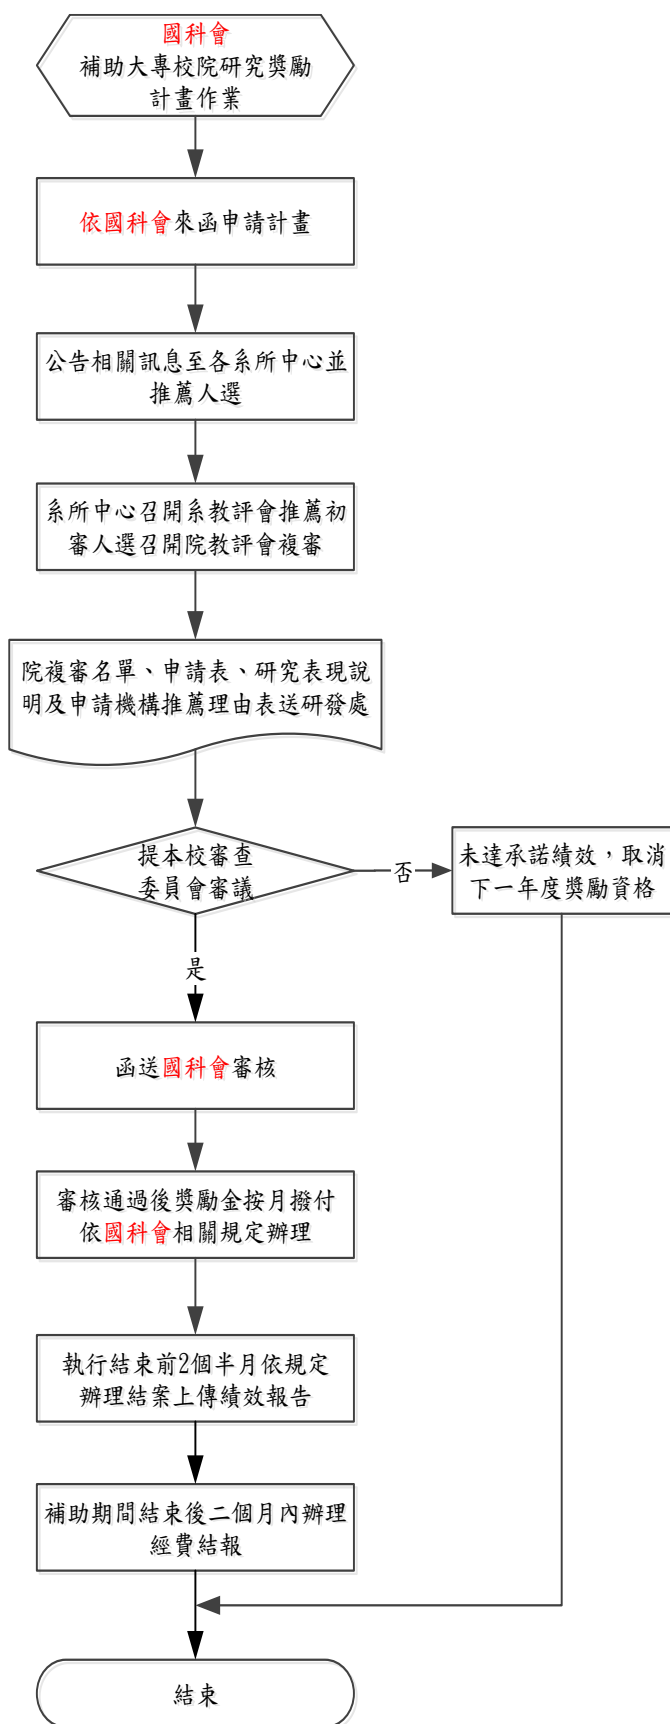 國科會
補助大專校院研究獎勵
計畫作業
依國科會來函申請計畫
公告相關訊息至各系所中心並
推薦人選
系所中心召開系教評會推薦初
審人選召開院教評會複審
院複審名單、申請表、研究表現說
明及申請機構推薦理由表送研發處
提本校審查
委員會審議
否
未達承諾績效，取消
下一年度獎勵資格
是
函送國科會審核
審核通過後獎勵金按月撥付
依國科會相關規定辦理
執行結束前2個半月依規定
辦理結案上傳績效報告
補助期間結束後二個月內辦理
經費結報
結束